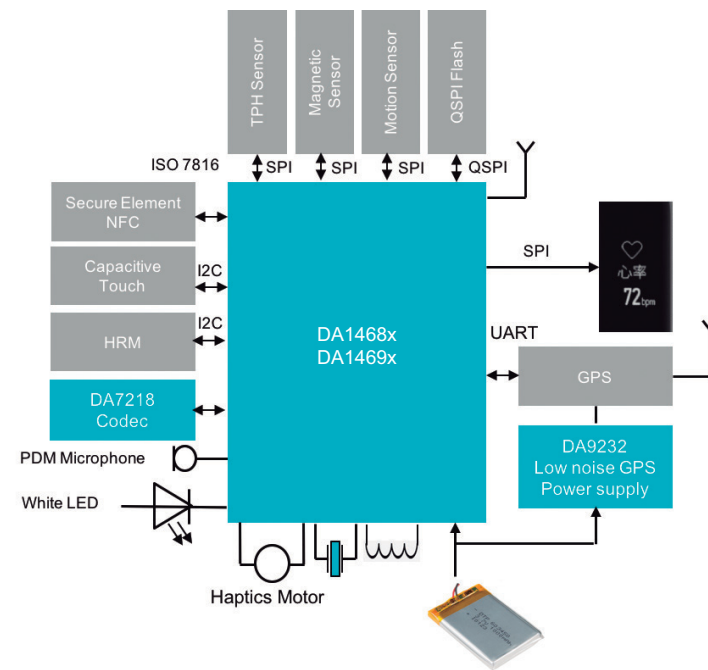 TPH Sensor
Magnetic
Sensor
Motion Sensor
QSPI Flash
ISO 7816
SPI
SPI
SPI
QSPI
Secure Element
NFC
Capacitive
Touch
I2C
HRM
I2C
DA7218
Codec
PDM Microphone
White LED
Haptics Motor
DA1468x
DA1469x
SPI
心率
72bpm
UART
GPS
DA9232
Low noise GPS
Power supply